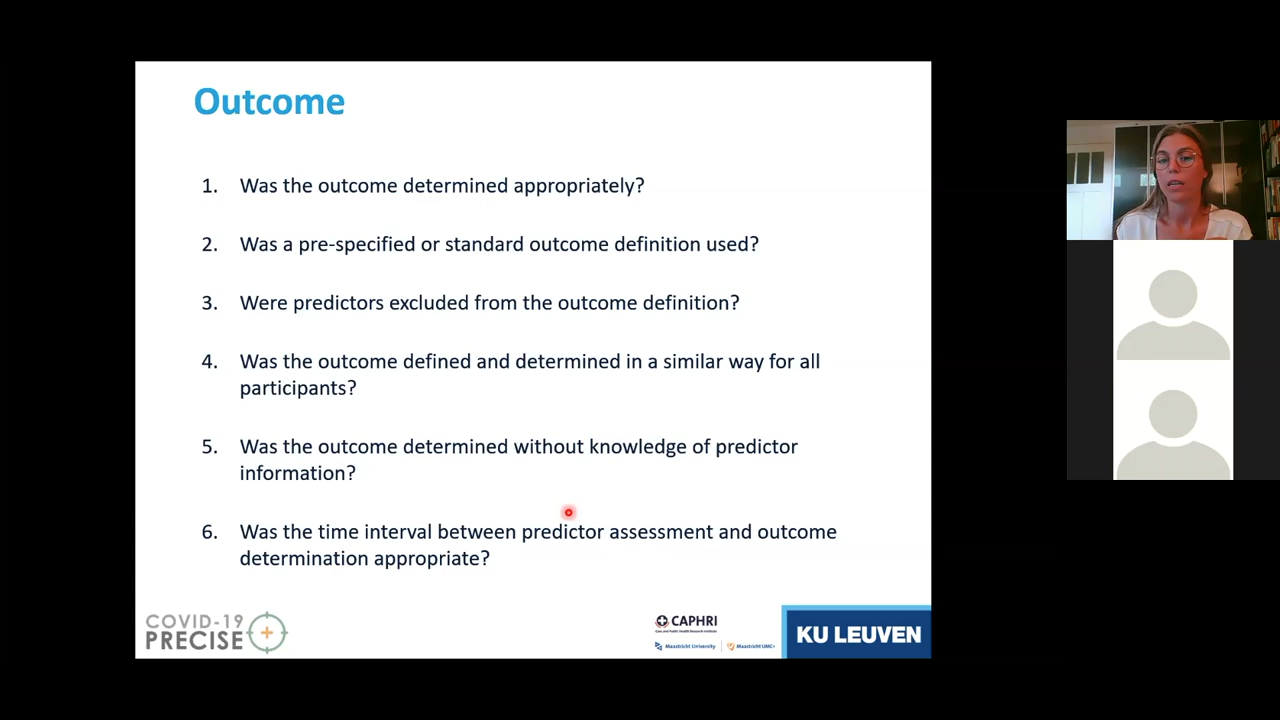 Outcome
1. Was the outcome determined appropriately?
2. Was a pre-specified or standard outcome definition used?
3. Were predictors excluded from the outcome definition?
4. Was the outcome defined and determined in a similar way for all
participants?
5. Was the outcome determined without knowledge of predictor
information?
6. Was the time interval between predictor assessment and outcome
determination appropriate?
COVID-19
PRECISE
CAPHRI
Care and Public Health Research Institute
Maastricht University
Maastricht UMC+
KU LEUVEN